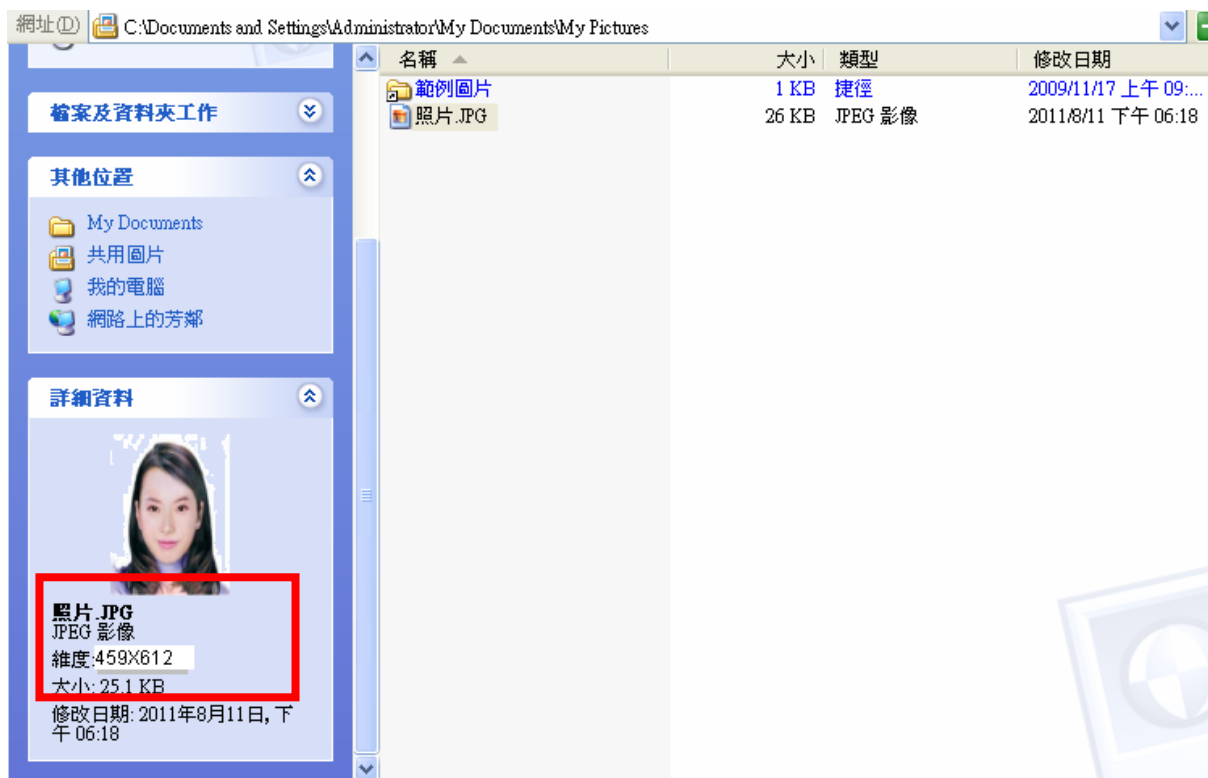 網址(D) C:\Documents and Settings\Administrator\My Documents\My Pictures
名稱 大小 類型 修改日期
範例圖片 1 KB 捷徑 2009/11/17 上午 09:...
照片.JPG 26 KB JPEG 影像 2011/8/11 下午 06:18
檔案及資料夾工作
其他位置
My Documents
共用圖片
我的電腦
網路上的芳鄰
詳細資料
照片.JPG
JPEG 影像
維度:459X612
大小: 25.1 KB
修改日期: 2011年8月11日, 下
午 06:18